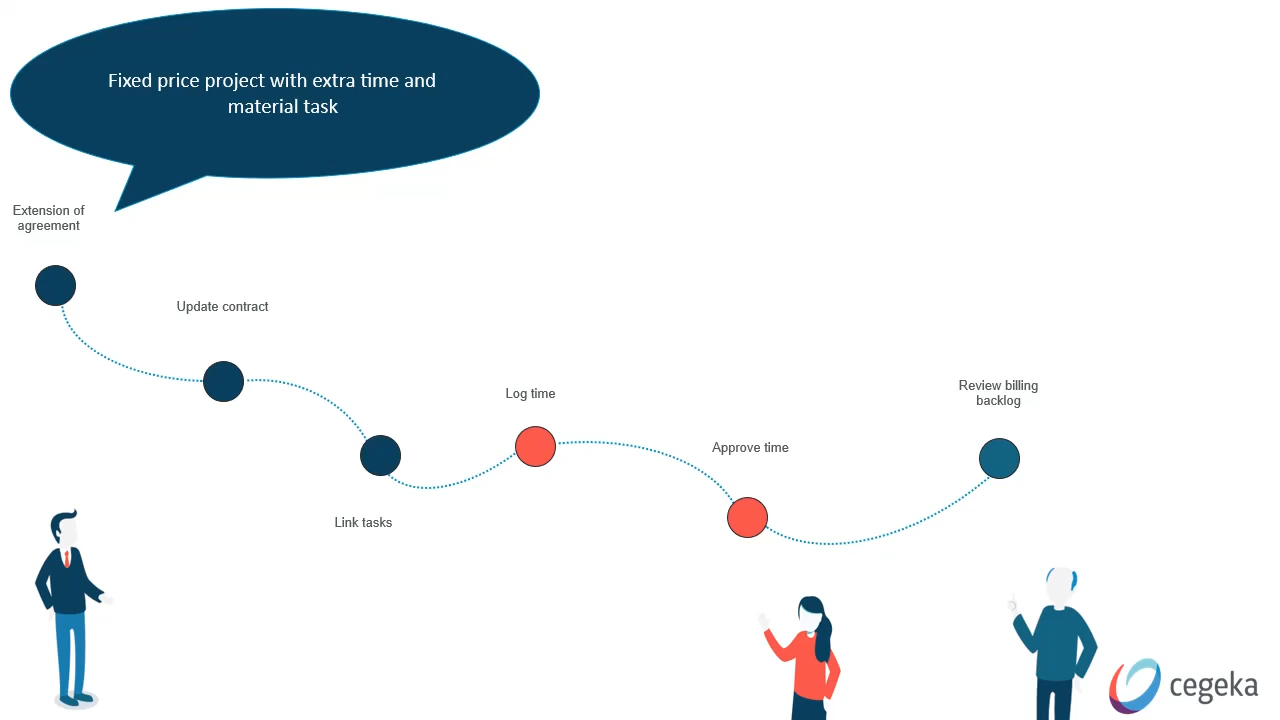 Fixed price project with extra time and
material task
Extension of
agreement
Update contract
Log time
Review billing
backlog
Approve time
Link tasks
cegeka